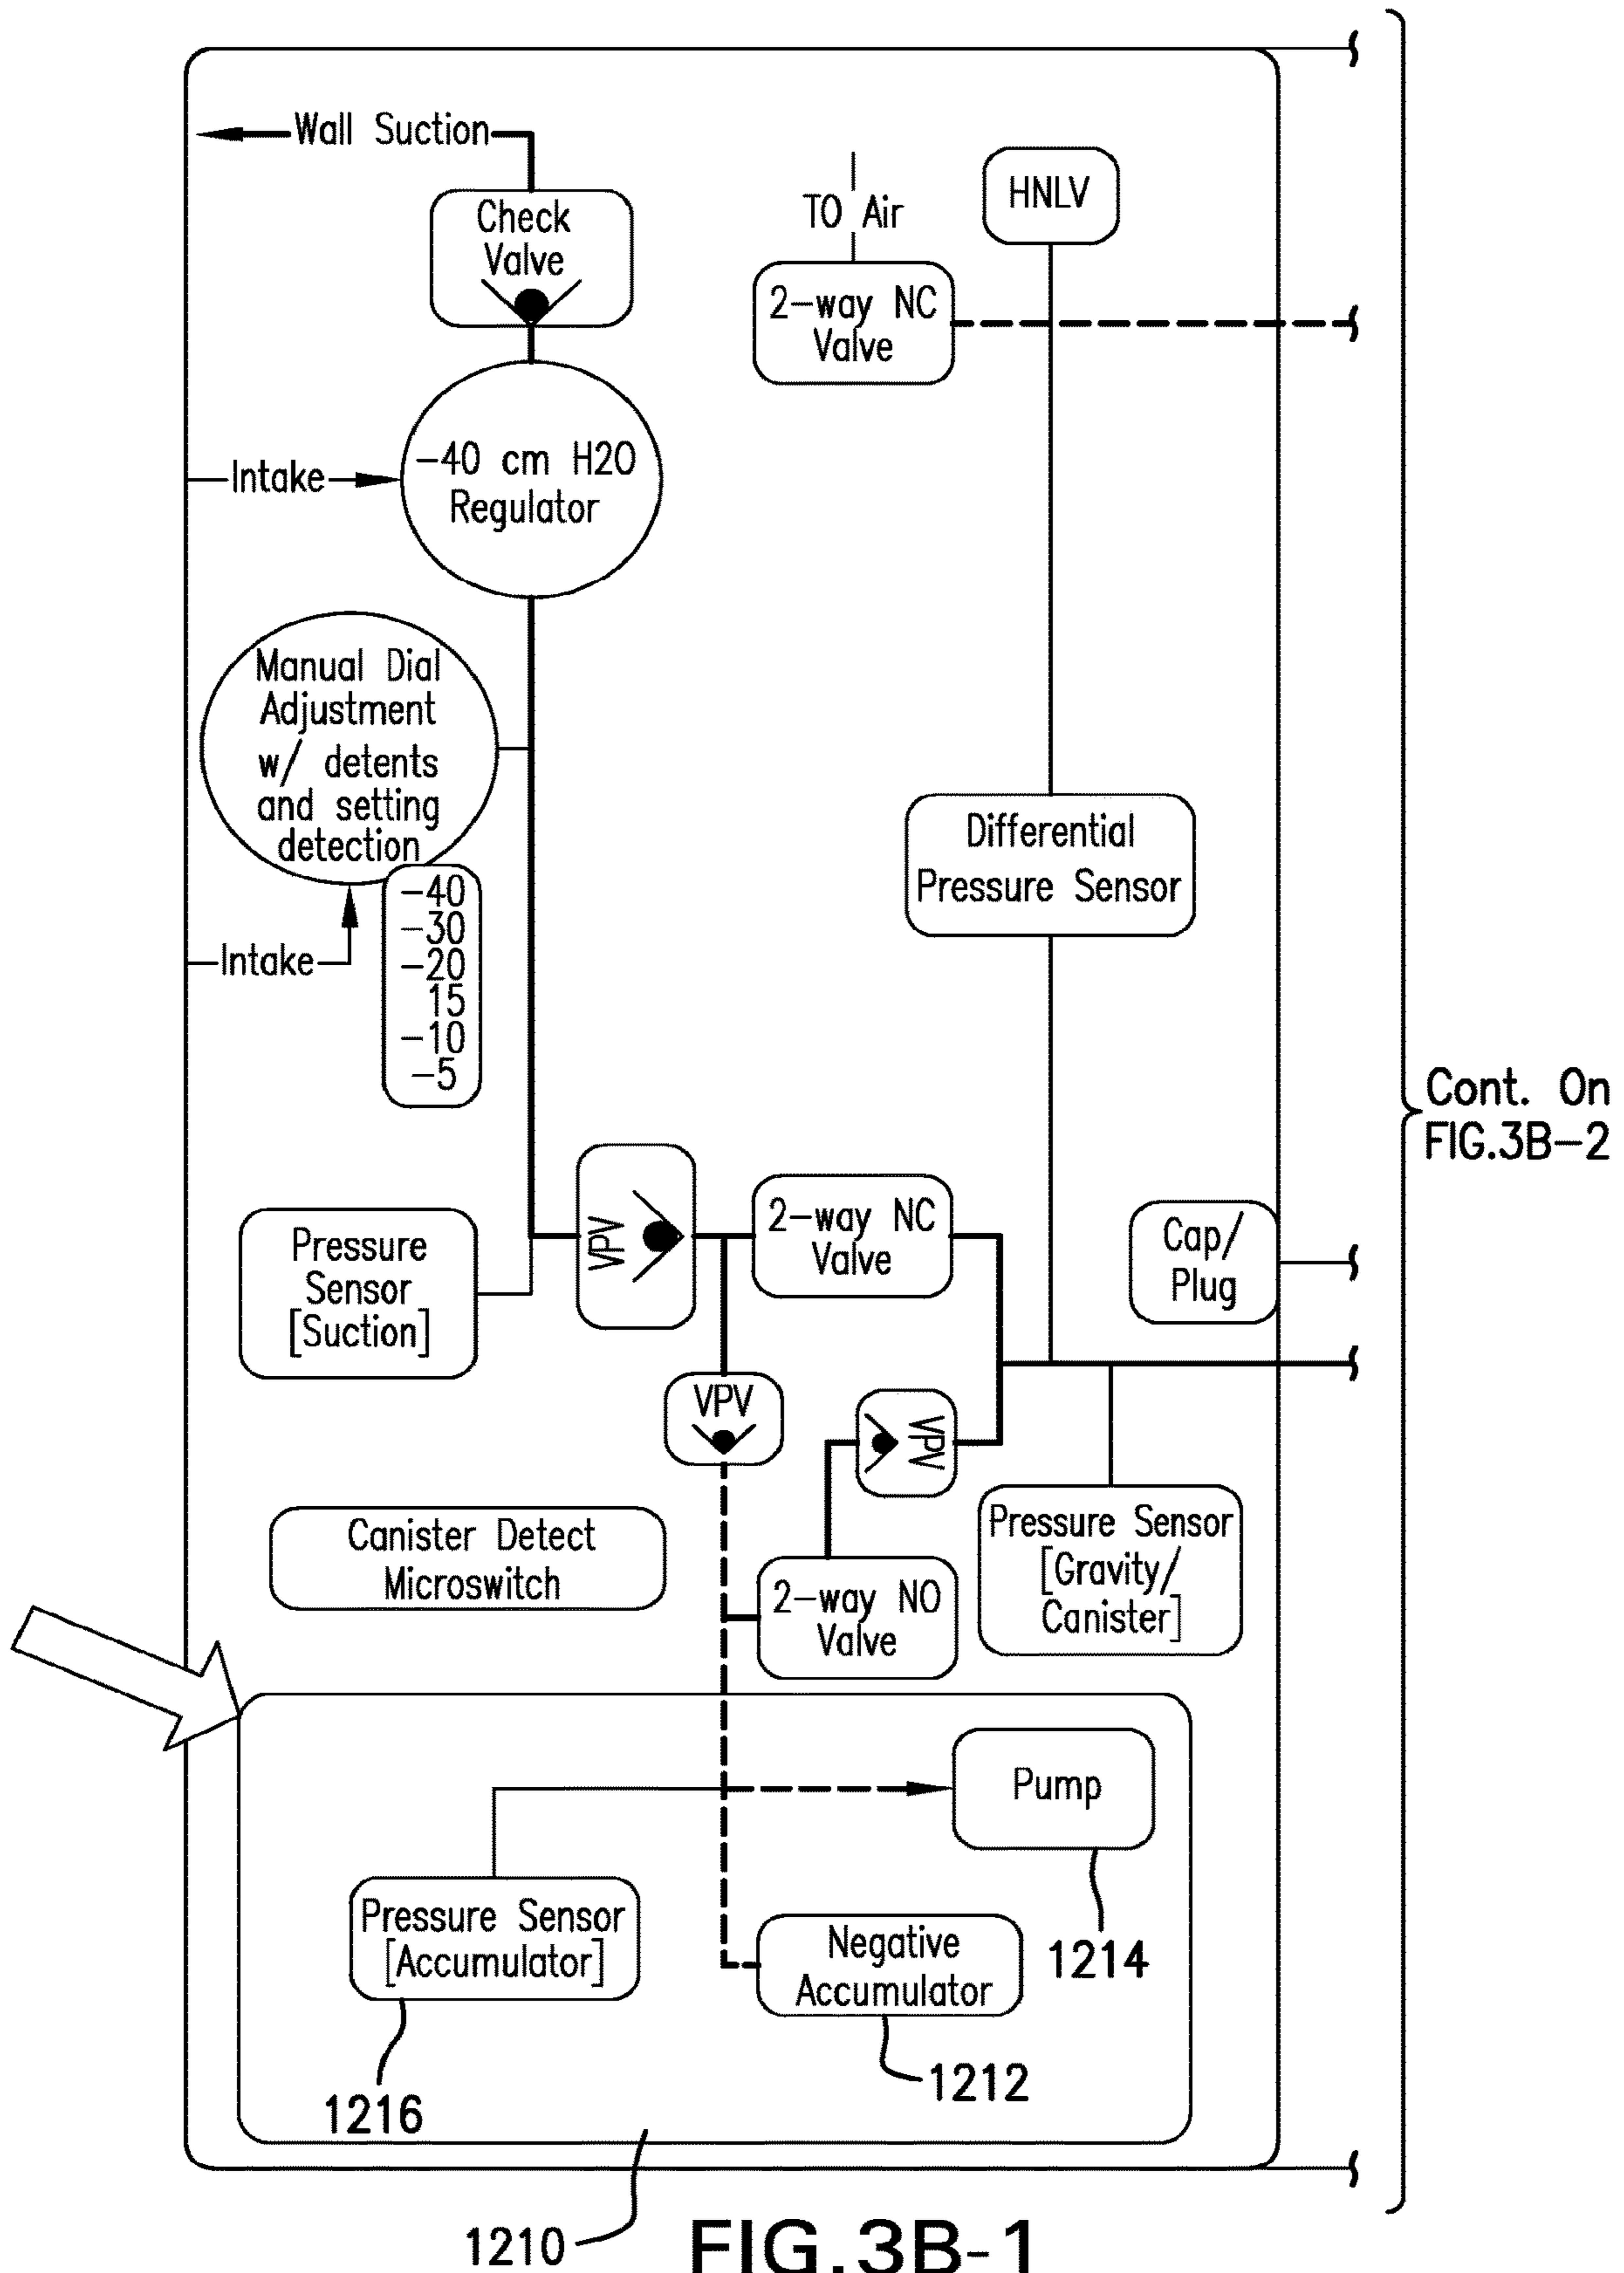 Wall Suction
Check
Valve
TO Air
HNLV
2-way NC
Valve
Intake
-40 cm H2O
Regulator
Manual Dial
Adjustment
w/ detents
and setting
detection
Intake
-40
-30
-20
15
-10
-5
Differential
Pressure Sensor
Cont. On
FIG.3B-2
Pressure
Sensor
[Suction]
VPV
2-way NC
Valve
Cap/
Plug
VPV
VPV
Canister Detect
Microswitch
2-way NO
Valve
Pressure Sensor
[Gravity/
Canister]
Pump
1214
Pressure Sensor
[Accumulator]
1216
Negative
Accumulator
1212
1210
FIG.3B-1